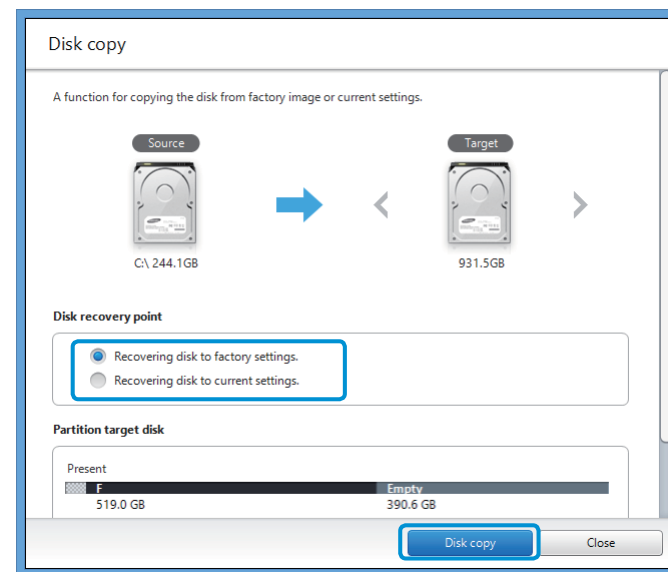 Disk copy
A function for copying the disk from factory image or current settings.
Source
Target
C:\ 244.1GB
931.5GB
Disk recovery point
Recovering disk to factory settings.
Recovering disk to current settings.
Partition target disk
Present
F
Empty
519.0 GB
390.6 GB
Disk copy
Close